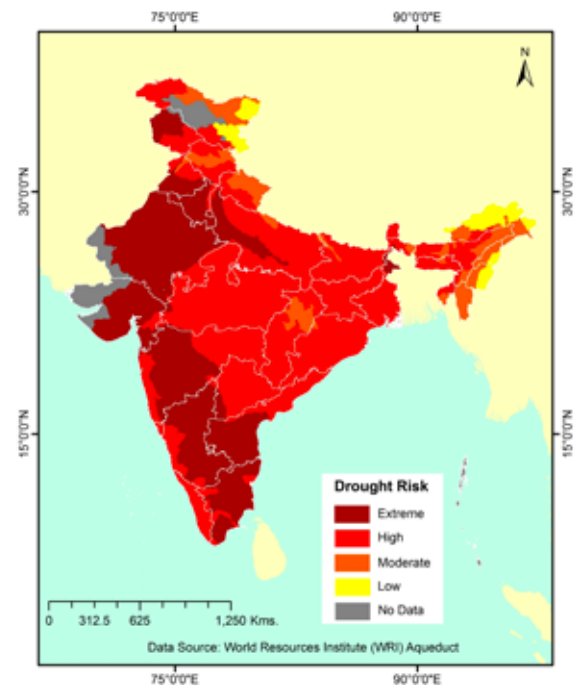 75°0'0"E 90°0'0"E
N
30°0'0"N 30°0'0"N
15°0'0"N 15°0'0"N
Drought Risk
Extreme
High
Moderate
Low
No Data
0 312.5 625 1,250 Kms.
Data Source: World Resources Institute (WRI) Aqueduct
75°0'0"E 90°0'0"E